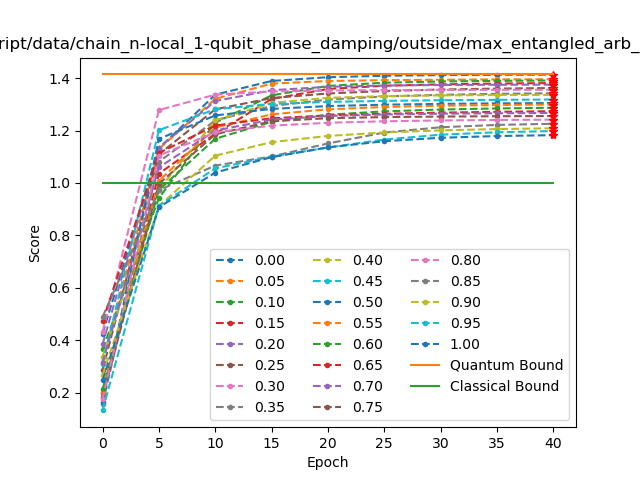 ript/data/chain_n-local_1-qubit_phase_damping/outside/max_entangled_arb_
Score
1.4
1.2
1.0
0.8
0.6
0.4
0.2
0.00 0.40 0.80
0.05 0.45 0.85
0.10 0.50 0.90
0.15 0.55 0.95
0.20 0.60 1.00
0.25 0.65 Quantum Bound
0.30 0.70 Classical Bound
0.35 0.75
0 5 10 15 20 25 30 35 40
Epoch